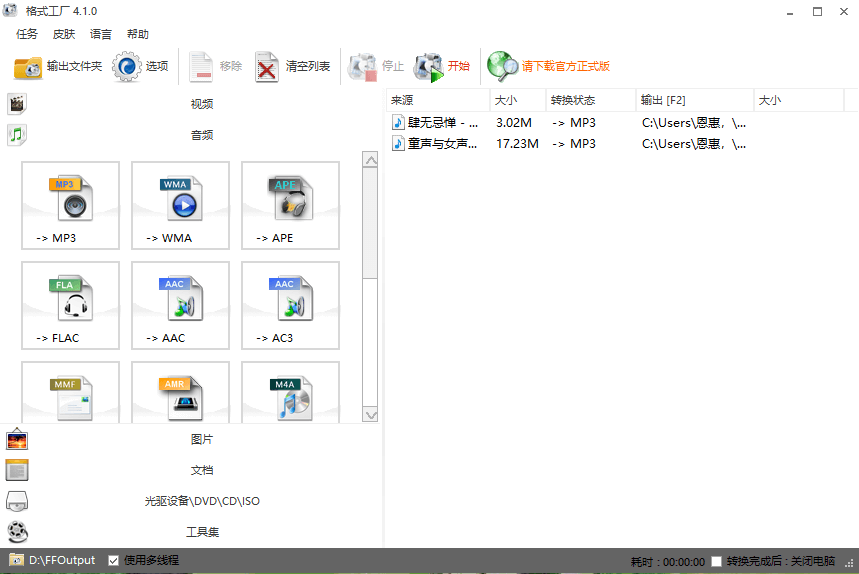 格式工厂 4.1.0
任务 皮肤 语言 帮助
输出文件夹 选项 移除 清空列表 停止 开始 请下载官方正式版
视频
音频
MP3 WMA APE
-> MP3 -> WMA -> APE
FLA AAC AAC
-> FLAC -> AAC -> AC3
MMF AMR M4A
图片
文档
光驱设备\DVD\CD\ISO
工具集
来源 大小 转换状态 输出 [F2] 大小
肆无忌惮 - ... 3.02M -> MP3 C:\Users\恩惠，\...
童声与女声... 17.23M -> MP3 C:\Users\恩惠，\...
D:\FFOutput 使用多线程 耗时 : 00:00:00 转换完成后 : 关闭电脑